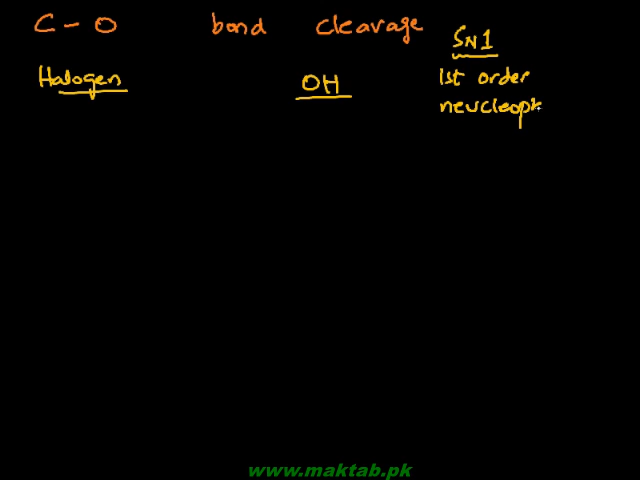 C - O bond cleavage
SN1
Halogen OH 1st order
neucleoph
www.maktab.pk